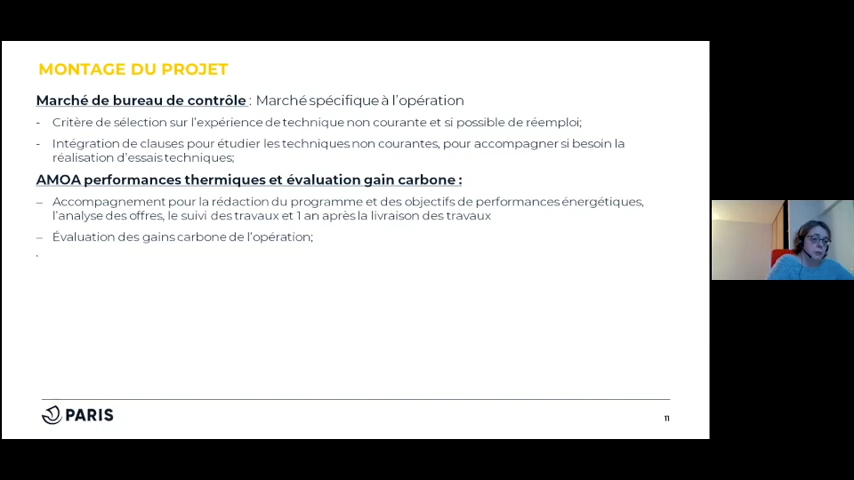 MONTAGE DU PROJET
Marché de bureau de contrôle : Marché spécifique à l'opération
- Critère de sélection sur l'expérience de technique non courante et si possible de réemploi;
- Intégration de clauses pour étudier les techniques non courantes, pour accompagner si besoin la
réalisation d'essais techniques;
AMOA performances thermiques et évaluation gain carbone :
– Accompagnement pour la rédaction du programme et des objectifs de performances énergétiques,
l'analyse des offres, le suivi des travaux et 1 an après la livraison des travaux
– Évaluation des gains carbone de l'opération;
PARIS
11